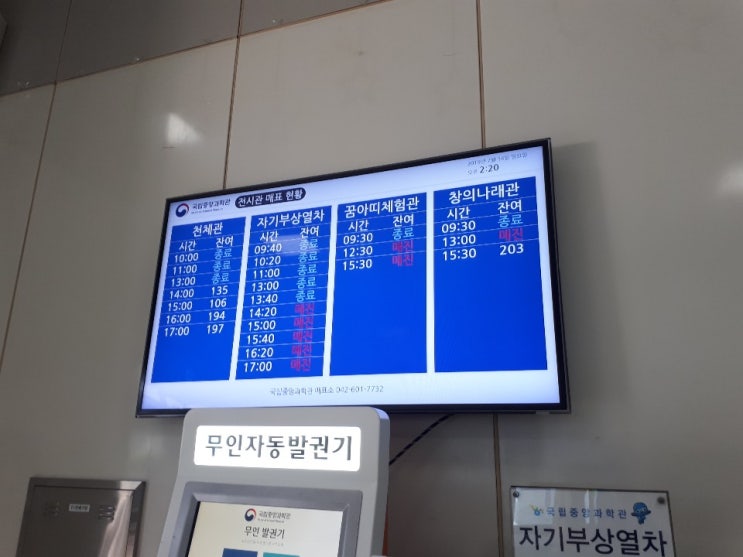 국립중앙과학관 전시관 매표 현황
오후 2:20
천체관
시간 잔여
10:00 종료
11:00 종료
13:00 종료
14:00 135
15:00 106
16:00 194
17:00 197
자기부상열차
시간 잔여
09:40 종료
10:20 종료
11:00 종료
13:00 종료
13:40 종료
14:20 매진
15:00 매진
15:40 매진
16:20 매진
17:00 매진
꿈아띠체험관
시간 잔여
09:30 종료
12:30 매진
15:30 매진
창의나래관
시간 잔여
09:30 종료
13:00 매진
15:30 203
국립중앙과학관 매표소 042-601-7732
무인자동발권기
무인 발권기
국립중앙과학관
자기부상열차